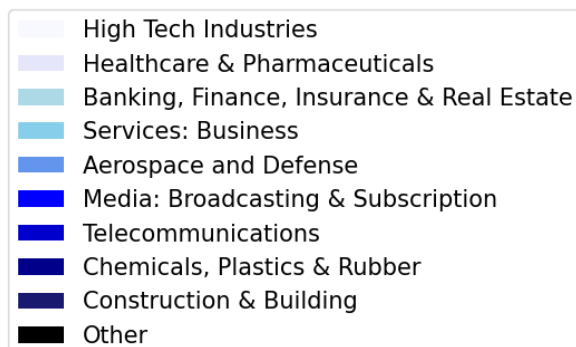 High Tech Industries
Healthcare & Pharmaceuticals
Banking, Finance, Insurance & Real Estate
Services: Business
Aerospace and Defense
Media: Broadcasting & Subscription
Telecommunications
Chemicals, Plastics & Rubber
Construction & Building
Other